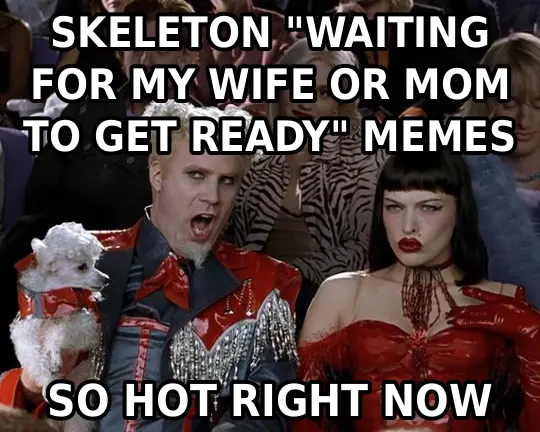 SKELETON "WAITING
FOR MY WIFE OR MOM
TO GET READY" MEMES
SO HOT RIGHT NOW